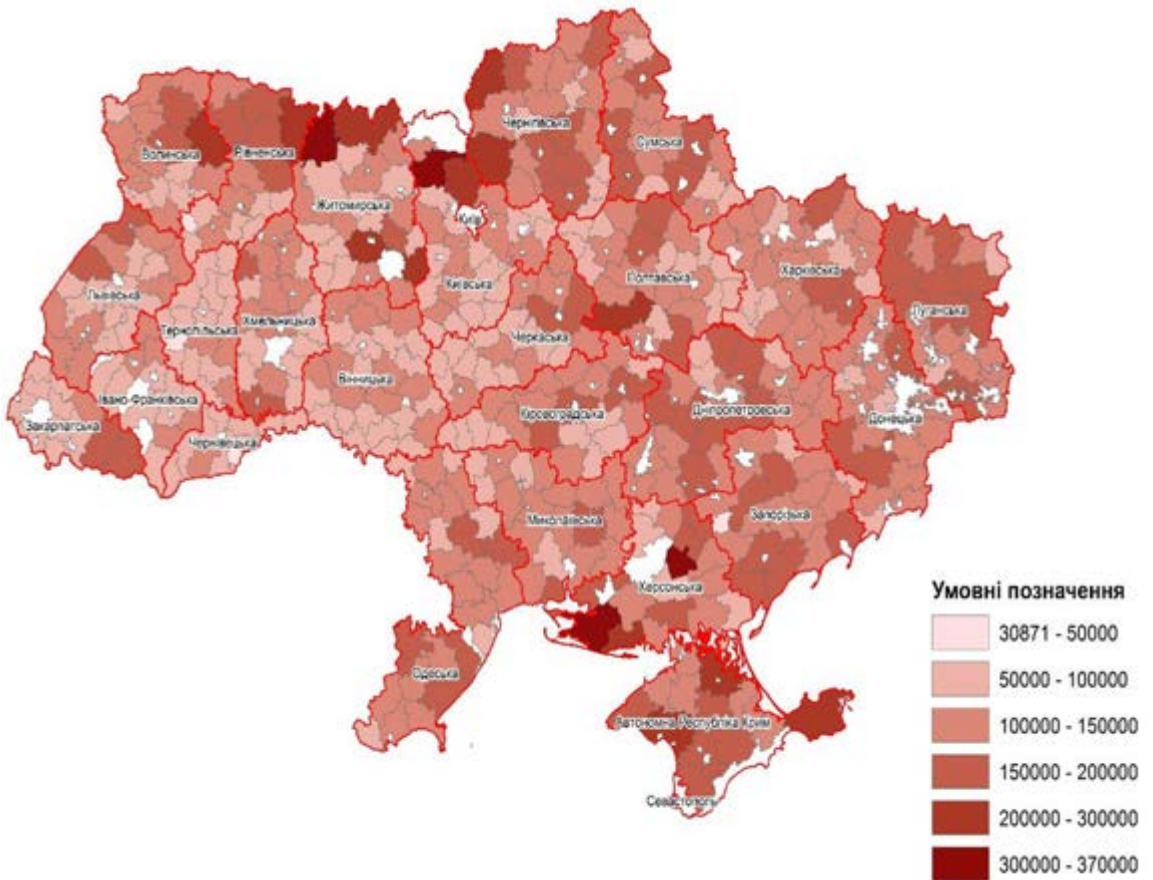 Чернігівська
Сумська
Волинська
Рівненська
Житомирська
Київ
Львівська
Тернопільська
Хмельницька
Київська
Полтавська
Харківська
Луганська
Черкаська
Вінницька
Івано-Франківська
Закарпатська
Чернівецька
Кіровоградська
Дніпропетровська
Донецька
Миколаївська
Запорізька
Херсонська
Одеська
Автономна Республіка Крим
Севастополь
Умовні позначення
30871 - 50000
50000 - 100000
100000 - 150000
150000 - 200000
200000 - 300000
300000 - 370000